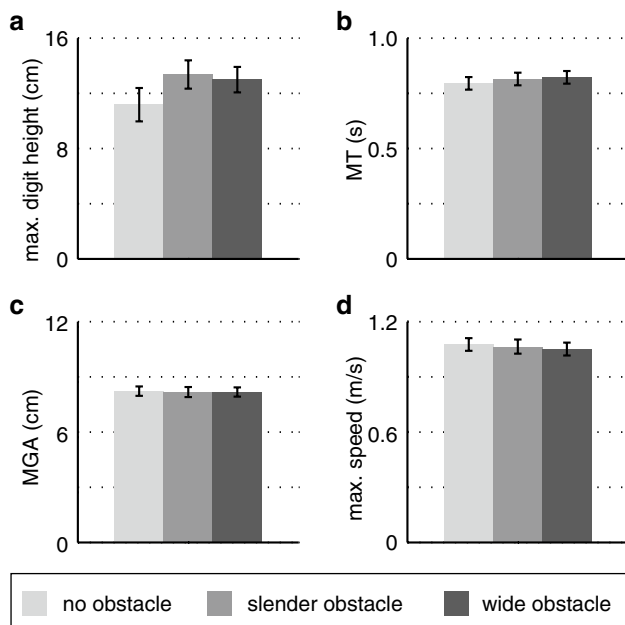 a
max. digit height (cm)
16
8
0
b
MT (s)
1.0
0.5
0
c
MGA (cm)
12
6
0
d
max. speed (m/s)
1.2
0.6
0
no obstacle
slender obstacle
wide obstacle